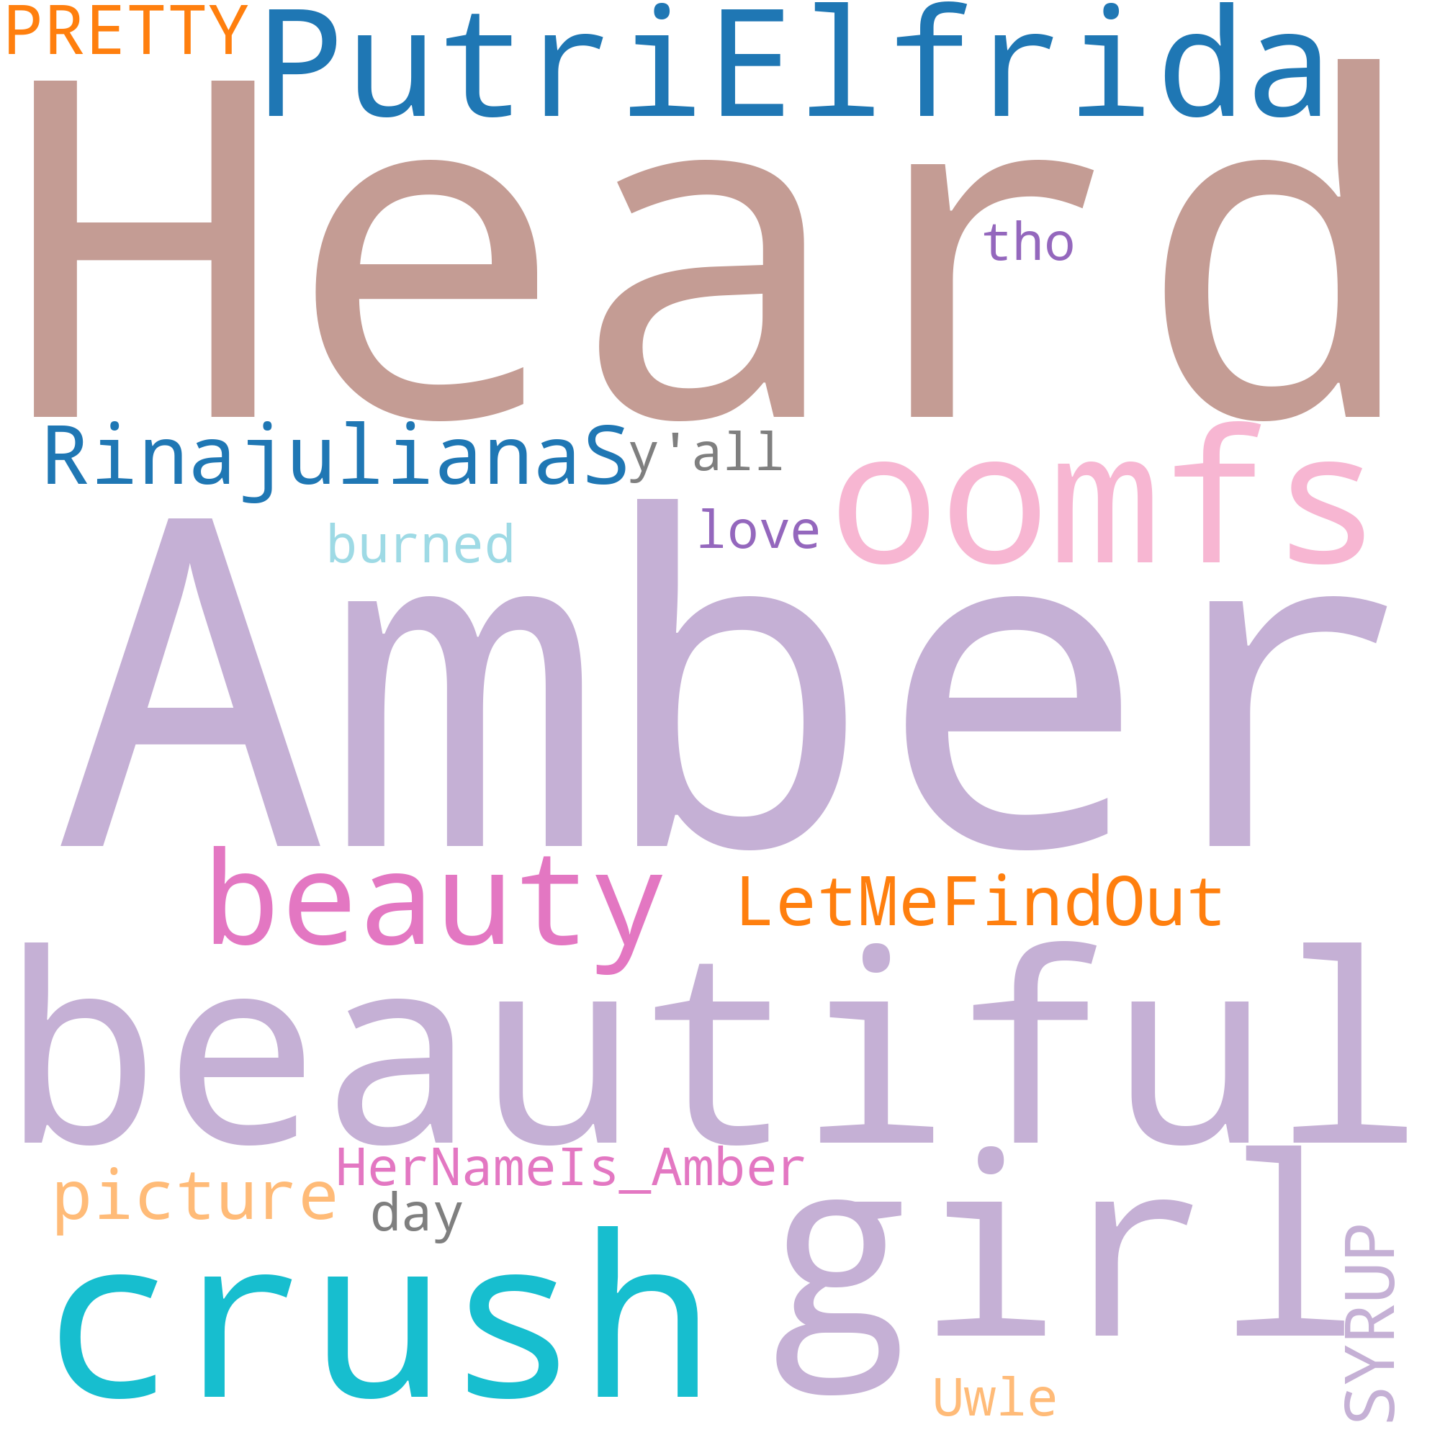 PRETTY
PutriElfrida
Heard
tho
RinajulianaS
y'all
oomfs
love
burned
Amber
beauty
LetMeFindOut
beautiful
HerNameIs_Amber
picture
day
girl
crush
SYRUP
Uwle